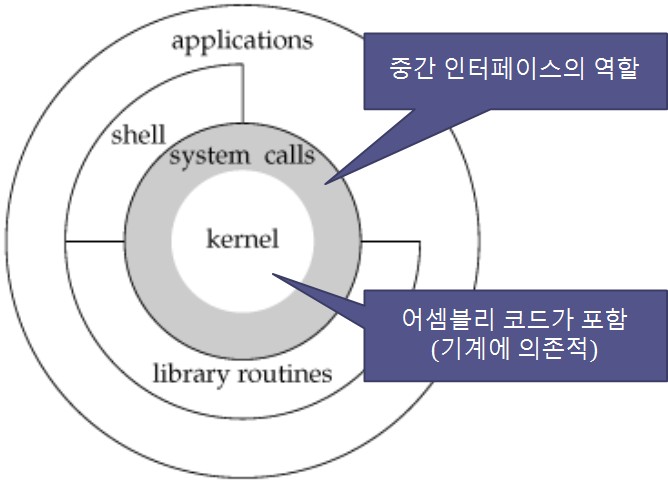 applications
중간 인터페이스의 역할
shell
system calls
kernel
어셈블리 코드가 포함
(기계에 의존적)
library routines